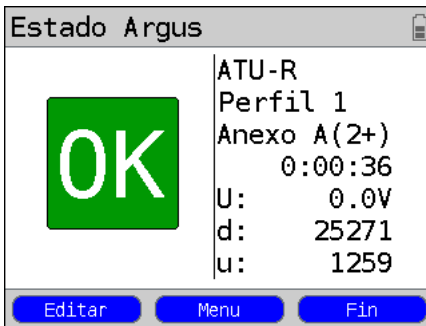 Estado Argus
OK
ATU-R
Perfil 1
Anexo A(2+)
0:00:36
U: 0.0V
d: 25271
u: 1259
Editar Menu Fin